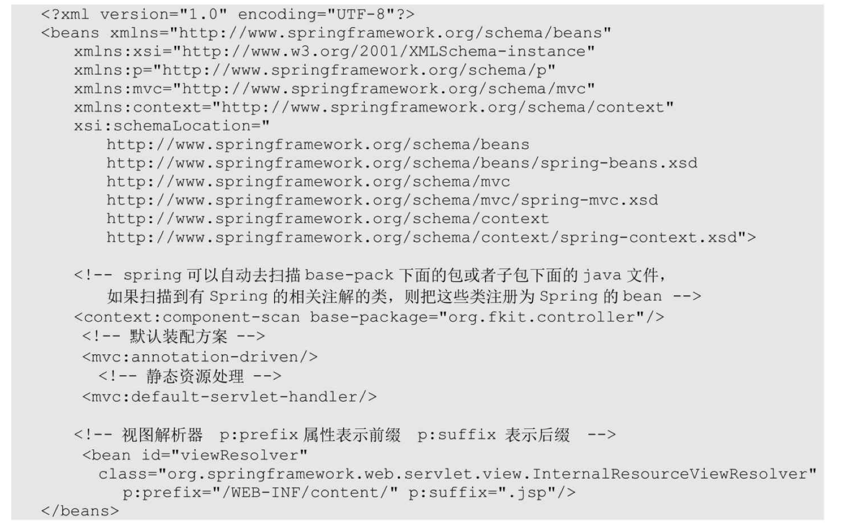 <?xml version="1.0" encoding="UTF-8"?>
<beans xmlns="http://www.springframework.org/schema/beans"
xmlns:xsi="http://www.w3.org/2001/XMLSchema-instance"
xmlns:p="http://www.springframework.org/schema/p"
xmlns:mvc="http://www.springframework.org/schema/mvc"
xmlns:context="http://www.springframework.org/schema/context"
xsi:schemaLocation="
http://www.springframework.org/schema/beans
http://www.springframework.org/schema/beans/spring-beans.xsd
http://www.springframework.org/schema/mvc
http://www.springframework.org/schema/mvc/spring-mvc.xsd
http://www.springframework.org/schema/context
http://www.springframework.org/schema/context/spring-context.xsd">
<!-- spring 可以自动去扫描 base-pack 下面的包或者子包下面的 java 文件,
如果扫描到有 Spring 的相关注解的类，则把这些类注册为 Spring 的 bean -->
<context:component-scan base-package="org.fkit.controller"/>
<!-- 默认装配方案 -->
<mvc:annotation-driven/>
<!-- 静态资源处理 -->
<mvc:default-servlet-handler/>
<!-- 视图解析器 p:prefix 属性表示前缀 p:suffix 表示后缀 -->
<bean id="viewResolver"
class="org.springframework.web.servlet.view.InternalResourceViewResolver"
p:prefix="/WEB-INF/content/" p:suffix=".jsp"/>
</beans>